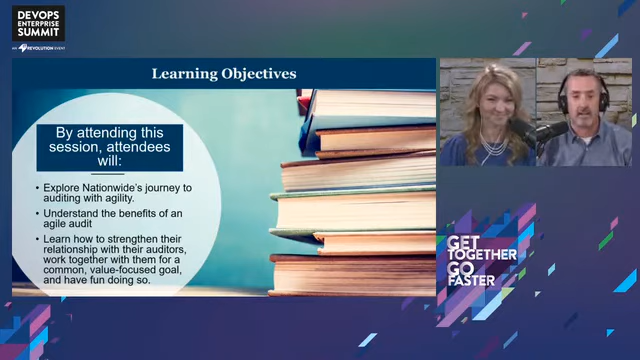 DEVOPS
ENTERPRISE
SUMMIT
AN IT REVOLUTION EVENT
Learning Objectives
By attending this
session, attendees
will:
• Explore Nationwide's journey to
auditing with agility.
• Understand the benefits of an
agile audit
• Learn how to strengthen their
relationship with their auditors,
work together with them for a
common, value-focused goal,
and have fun doing so.
GET
TOGETHER
GO
FASTER